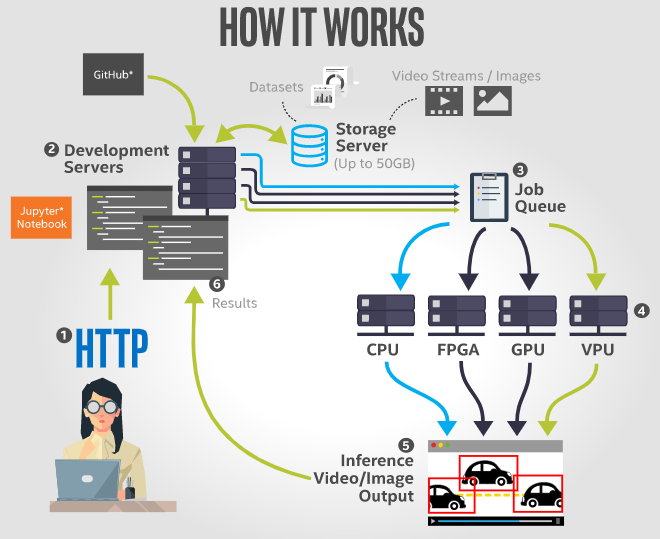 HOW IT WORKS
GitHub*
Datasets
Video Streams / Images
Storage
Server
(Up to 50GB)
2 Development
Servers
3
Job
Queue
Jupyter*
Notebook
6
Results
1
HTTP
4
CPU
FPGA
GPU
VPU
5
Inference
Video/Image
Output